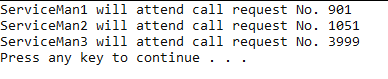 ServiceMan1 will attend call request No. 901
ServiceMan2 will attend call request No. 1051
ServiceMan3 will attend call request No. 3999
Press any key to continue . . .